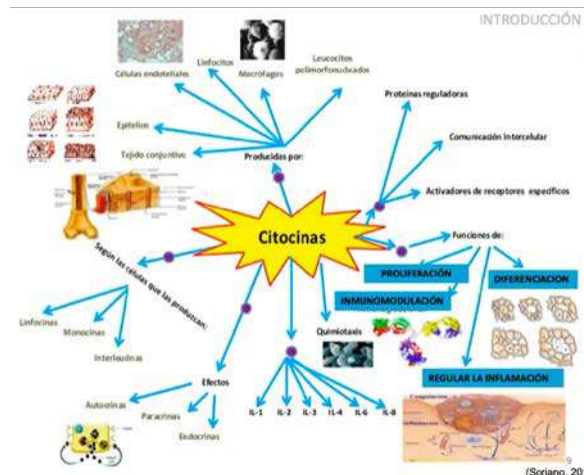 INTRODUCCIÓN
Linfocitos
Leucocitos
polimorfonucleados
Células endoteliales
Macrófagos
Proteínas reguladoras
Epitelios
Comunicación intercelular
Tejido conjuntivo
Producidas por:
Activadores de receptores específicos
Citocinas
Funciones de:
Según las células que las produzcan:
PROLIFERACIÓN
DIFERENCIACION
INMUNOMODULACIÓN
Linfocinas
Monocinas
Interleucinas
Quimiotaxis
REGULAR LA INFLAMACIÓN
Efectos
Autocrinas
Paracrinas
Endocrinas
IL-1
IL-2
IL-3
IL-4
IL-6
IL-8
9
(Soriano, 20